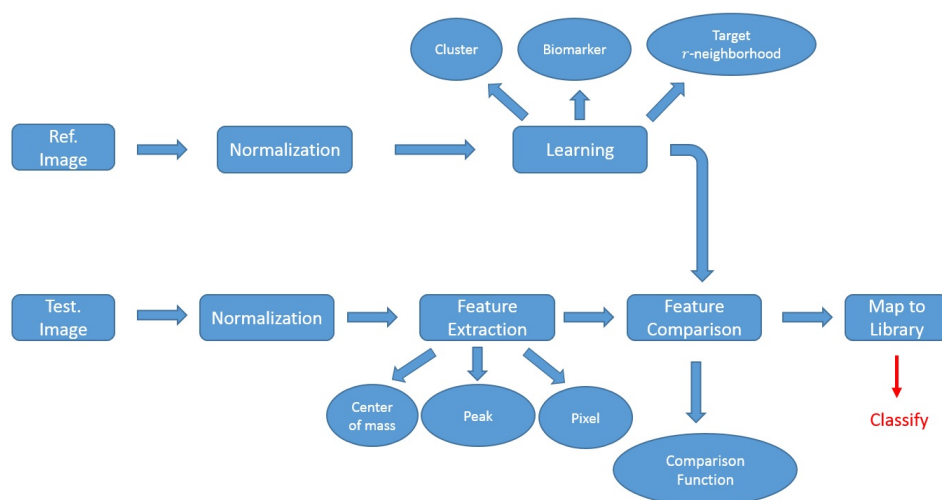 Cluster
Biomarker
Target
r-neighborhood
Ref.
Image
Normalization
Learning
Test.
Image
Normalization
Feature
Extraction
Feature
Comparison
Map to
Library
Center
of mass
Peak
Pixel
Classify
Comparison
Function